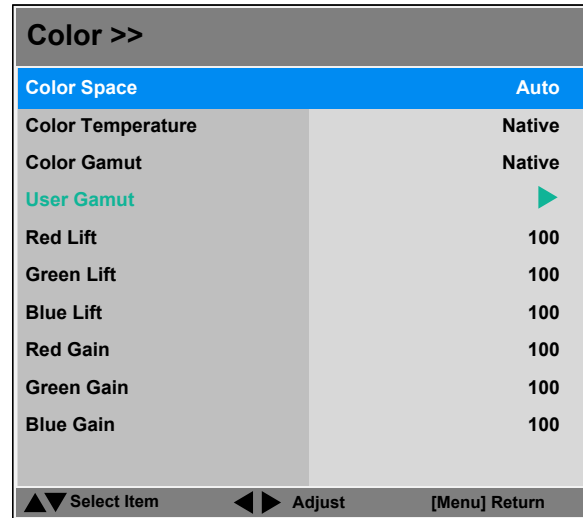 Color >>
Color Space Auto
Color Temperature Native
Color Gamut Native
User Gamut
Red Lift 100
Green Lift 100
Blue Lift 100
Red Gain 100
Green Gain 100
Blue Gain 100
Select Item Adjust [Menu] Return